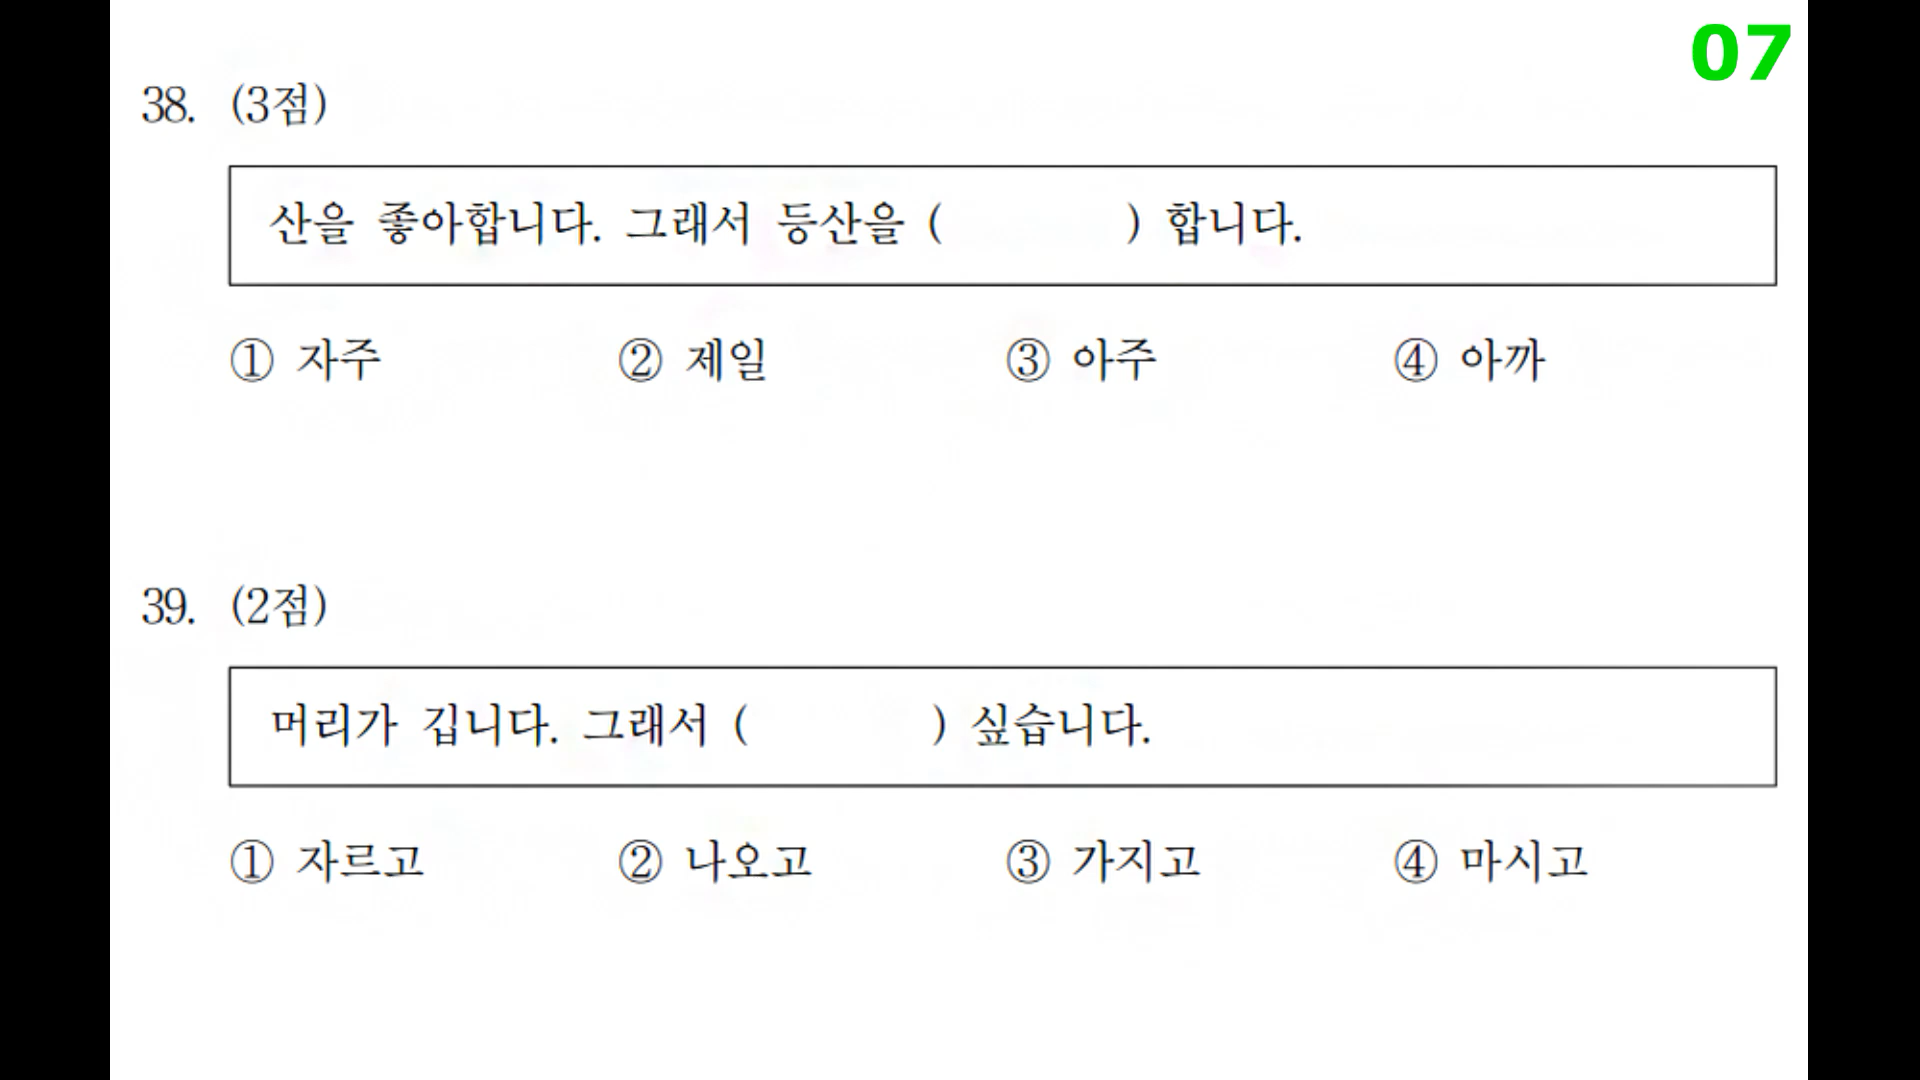 07
38. (3점)
산을 좋아합니다. 그래서 등산을 (          ) 합니다.
① 자주 ② 제일 ③ 아주 ④ 아까
39. (2점)
머리가 깁니다. 그래서 (          ) 싶습니다.
① 자르고 ② 나오고 ③ 가지고 ④ 마시고